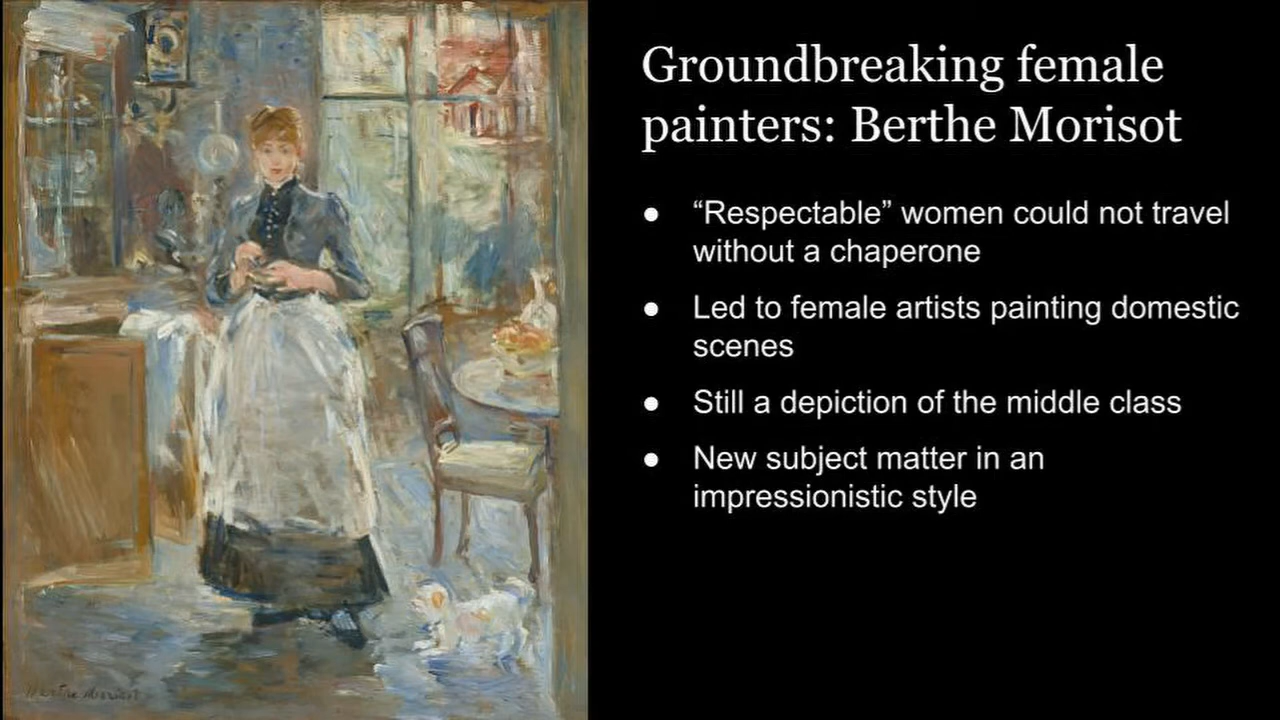 Groundbreaking female
painters: Berthe Morisot
● “Respectable” women could not travel
without a chaperone
● Led to female artists painting domestic
scenes
● Still a depiction of the middle class
● New subject matter in an
impressionistic style
Berthe Morisot